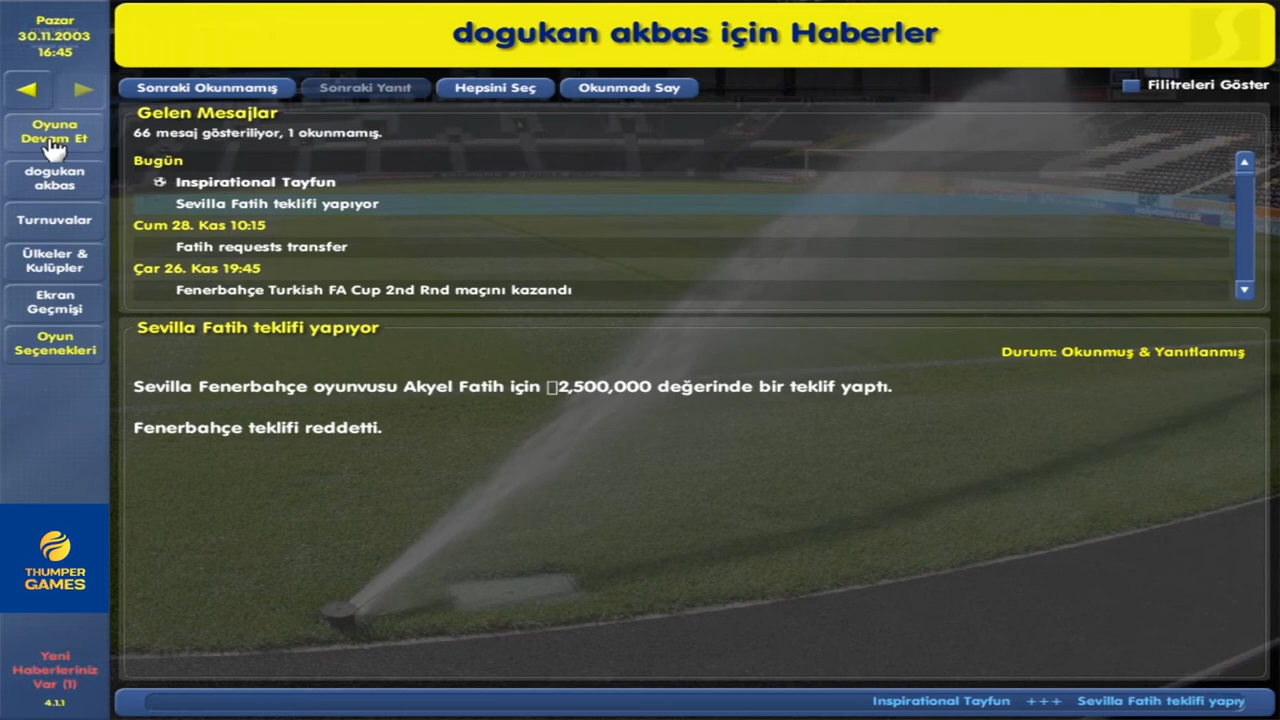 Pazar
30.11.2003
16:45
Oyuna
Devam Et
dogukan
akbas
Turnuvalar
Ülkeler &
Kulüpler
Ekran
Geçmişi
Oyun
Seçenekleri
THUMPER
GAMES
Yeni
Haberleriniz
Var (1)
4.1.1
dogukan akbas için Haberler
Sonraki Okunmamış
Sonraki Yanıt
Hepsini Seç
Okunmadı Say
Filitreleri Göster
Gelen Mesajlar
66 mesaj gösteriliyor, 1 okunmamış.
Bugün
Inspirational Tayfun
Sevilla Fatih teklifi yapıyor
Cum 28. Kas 10:15
Fatih requests transfer
Çar 26. Kas 19:45
Fenerbahçe Turkish FA Cup 2nd Rnd maçını kazandı
Sevilla Fatih teklifi yapıyor
Durum: Okunmuş & Yanıtlanmış
Sevilla Fenerbahçe oyunvusu Akyel Fatih için 2,500,000 değerinde bir teklif yaptı.
Fenerbahçe teklifi reddetti.
Inspirational Tayfun +++ Sevilla Fatih teklifi yapıy